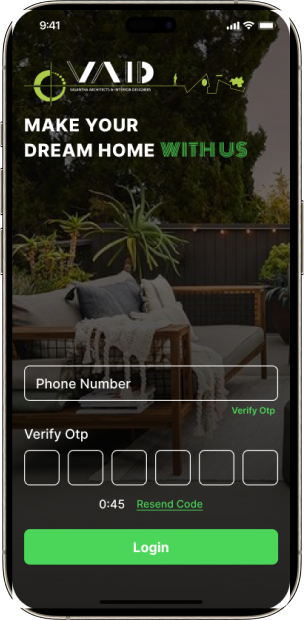 9:41
VAID
SAMARTHA ARCHITECTS & INTERIOR DESIGNERS
MAKE YOUR
DREAM HOME WITH US
Phone Number
Verify Otp
Verify Otp
0:45 Resend Code
Login